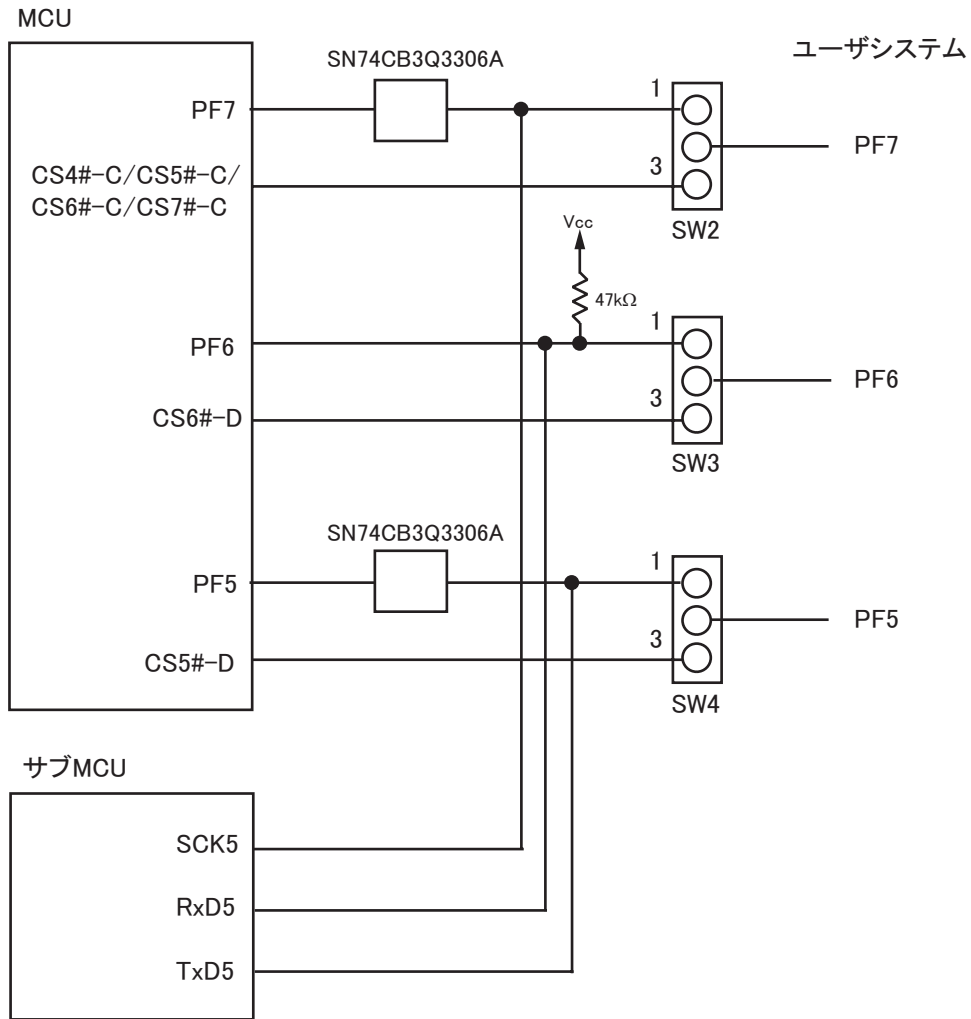 MCU
ユーザシステム
SN74CB3Q3306A
PF7
1
PF7
CS4#-C/CS5#-C/
CS6#-C/CS7#-C
3
SW2
Vcc
47kΩ
PF6
1
PF6
CS6#-D
3
SW3
SN74CB3Q3306A
PF5
1
PF5
CS5#-D
3
SW4
サブMCU
SCK5
RxD5
TxD5